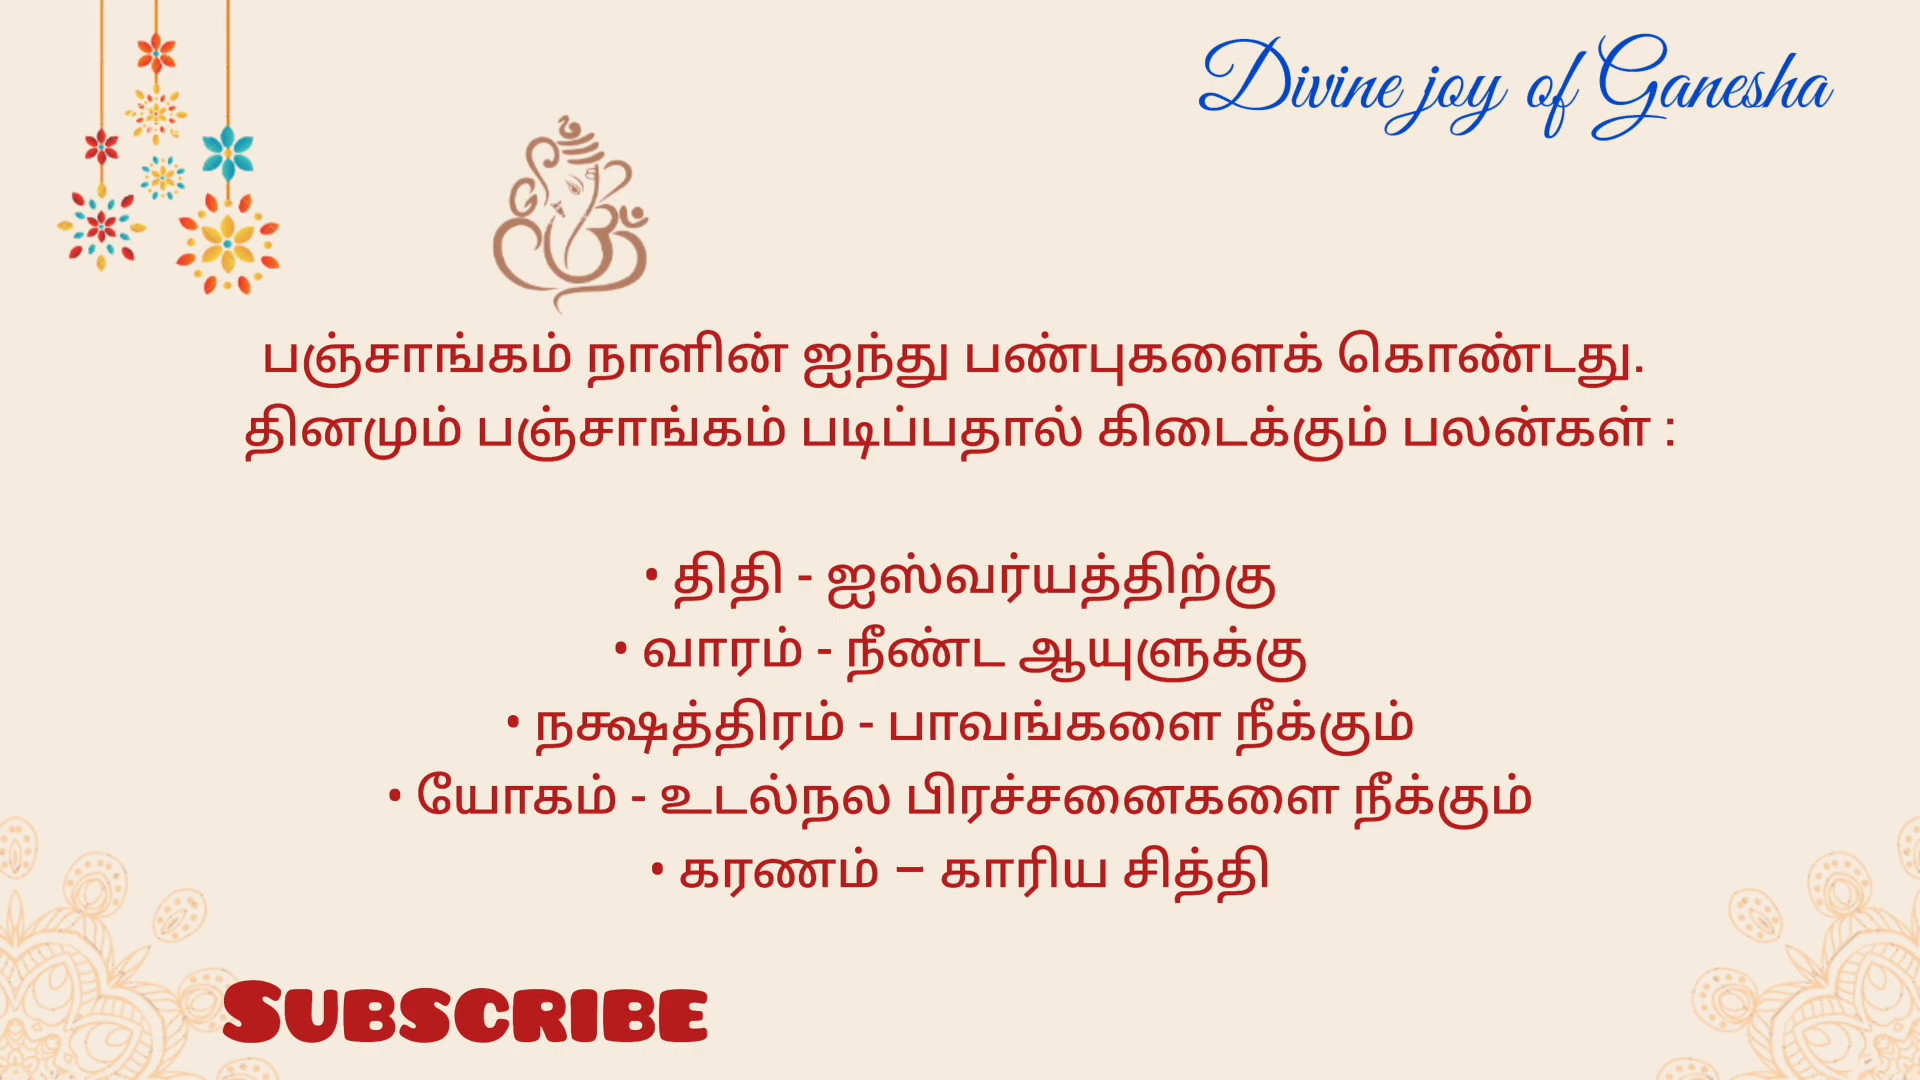 Divine joy of Ganesha
பஞ்சாங்கம் நாளின் ஐந்து பண்புகளைக் கொண்டது.
தினமும் பஞ்சாங்கம் படிப்பதால் கிடைக்கும் பலன்கள் :
• திதி - ஐஸ்வர்யத்திற்கு
• வாரம் - நீண்ட ஆயுளுக்கு
• நக்ஷத்திரம் - பாவங்களை நீக்கும்
• யோகம் - உடல்நல பிரச்சனைகளை நீக்கும்
• கரணம் – காரிய சித்தி
SUBSCRIBE